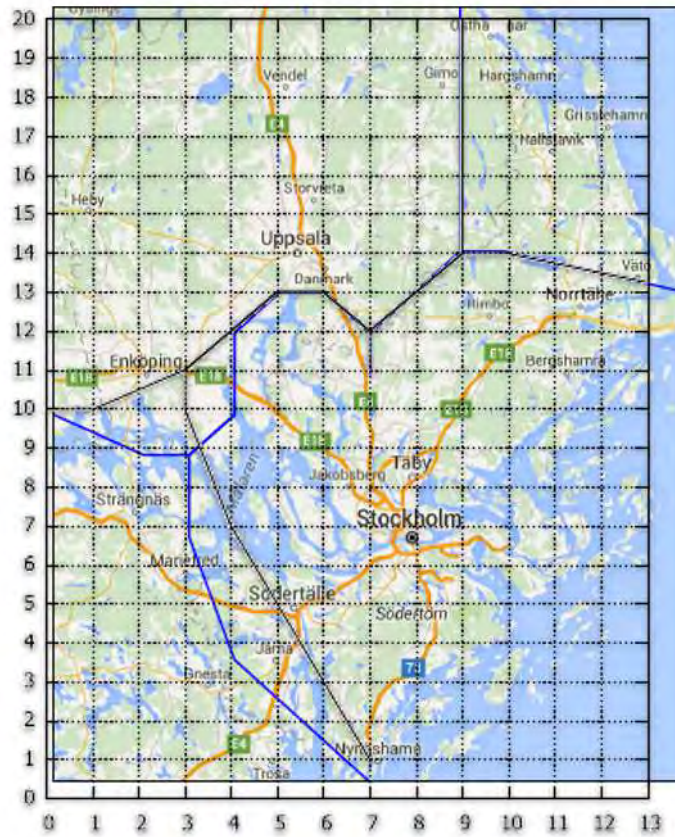 20
19
18
17
16
15
14
13
12
11
10
9
8
7
6
5
4
3
2
1
0
0 1 2 3 4 5 6 7 8 9 10 11 12 13
Vendel
Gimo
Hargshamn
E4
Grisslehamn
Hallstavik
Storvreta
Heby
Uppsala
Danmark
Vätö
Rimbo
Norrtälje
Enköping
E18
E18
E18
Bergshamra
E4
E18
E18
Mälaren
Jakobsberg
Täby
Strängnäs
Stockholm
Mariefred
Södertälje
Södertörn
Järna
Gnesta
73
E4
Nynäshamn
Trosa